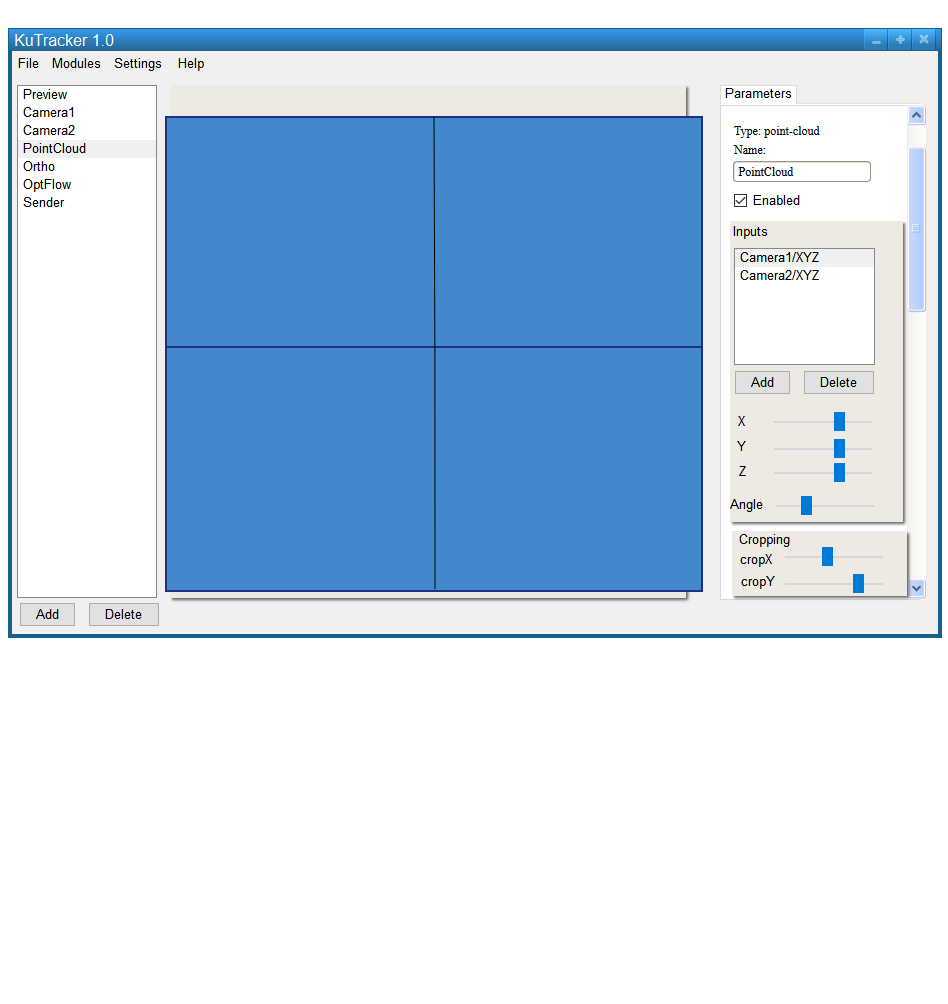 KuTracker 1.0
File Modules Settings Help
Preview
Camera1
Camera2
PointCloud
Ortho
OptFlow
Sender
Add Delete
Parameters
Type: point-cloud
Name:
PointCloud
Enabled
Inputs
Camera1/XYZ
Camera2/XYZ
Add Delete
X
Y
Z
Angle
Cropping
cropX
cropY